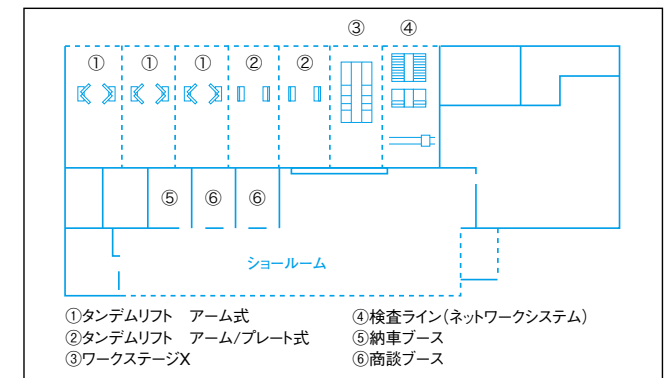 ③ ④
① ① ① ② ②
⑤ ⑥ ⑥
ショールーム
①タンデムリフト　アーム式
②タンデムリフト　アーム/プレート式
③ワークステージX
④検査ライン(ネットワークシステム)
⑤納車ブース
⑥商談ブース